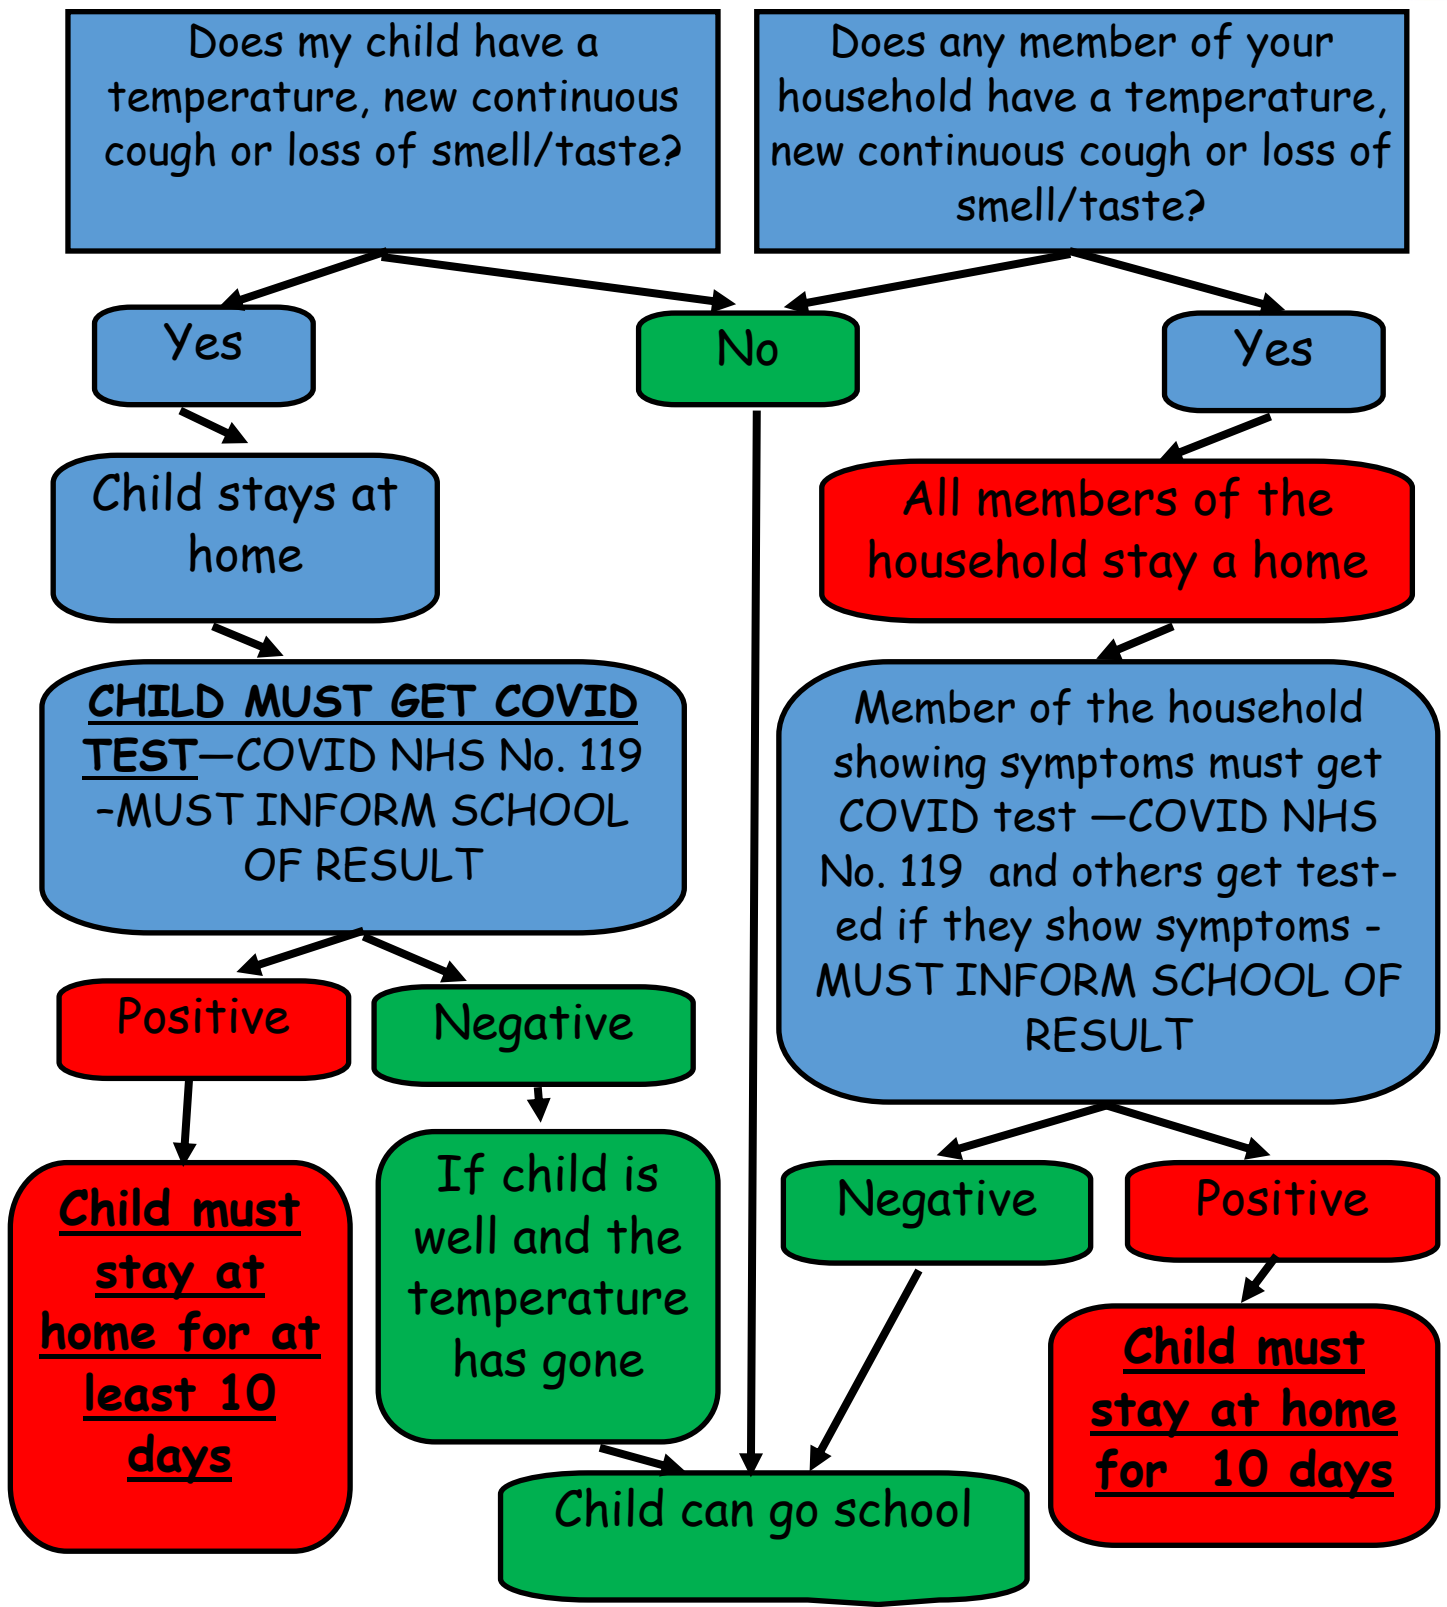 Does my child have a
temperature, new continuous
cough or loss of smell/taste?
Does any member of your
household have a temperature,
new continuous cough or loss of
smell/taste?
Yes
No
Yes
Child stays at
home
All members of the
household stay a home
CHILD MUST GET COVID
TEST—COVID NHS No. 119
-MUST INFORM SCHOOL
OF RESULT
Member of the household
showing symptoms must get
COVID test —COVID NHS
No. 119  and others get test-
ed if they show symptoms -
MUST INFORM SCHOOL OF
RESULT
Positive
Negative
Negative
Positive
Child must
stay at
home for at
least 10
days
If child is
well and the
temperature
has gone
Child must
stay at home
for  10 days
Child can go school